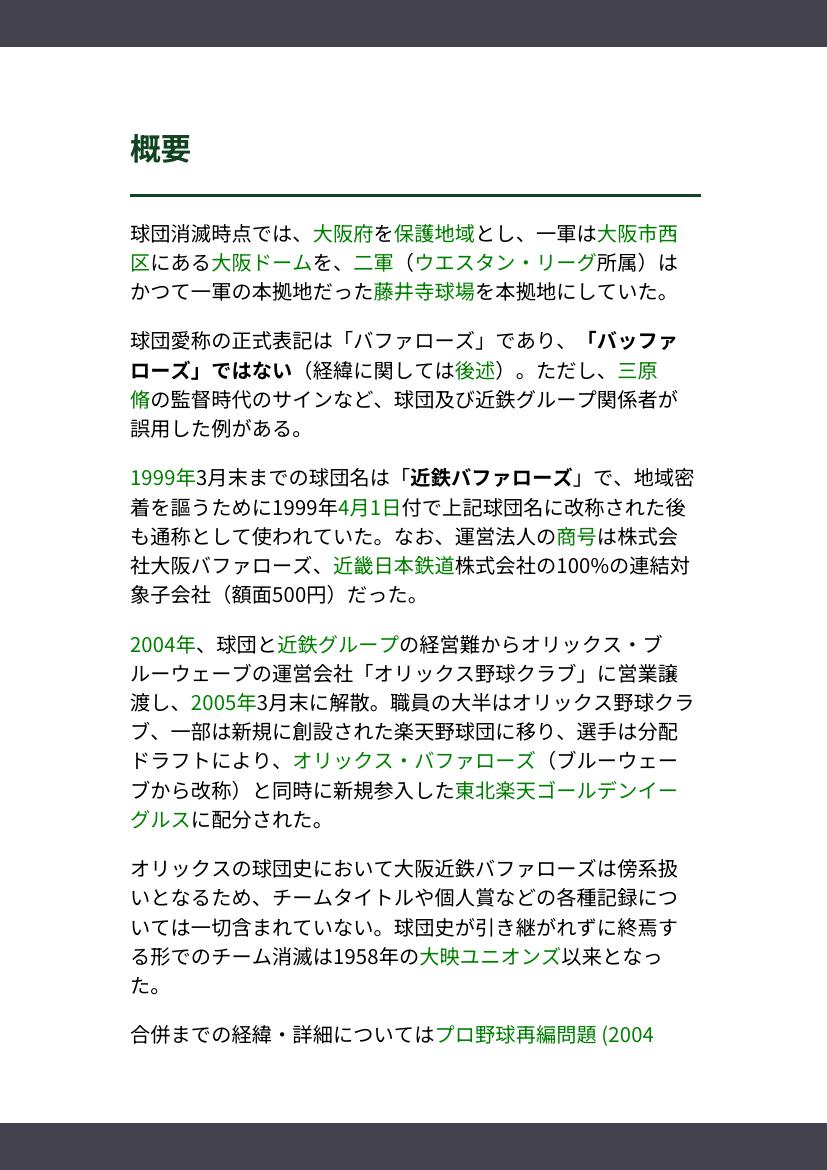 概要
球団消滅時点では、大阪府を保護地域とし、一軍は大阪市西
区にある大阪ドームを、二軍（ウエスタン・リーグ所属）は
かつて一軍の本拠地だった藤井寺球場を本拠地にしていた。
球団愛称の正式表記は「バファローズ」であり、「バッファ
ローズ」ではない（経緯に関しては後述）。ただし、三原
脩の監督時代のサインなど、球団及び近鉄グループ関係者が
誤用した例がある。
1999年3月末までの球団名は「近鉄バファローズ」で、地域密
着を謳うために1999年4月1日付で上記球団名に改称された後
も通称として使われていた。なお、運営法人の商号は株式会
社大阪バファローズ、近畿日本鉄道株式会社の100%の連結対
象子会社（額面500円）だった。
2004年、球団と近鉄グループの経営難からオリックス・ブ
ルーウェーブの運営会社「オリックス野球クラブ」に営業譲
渡し、2005年3月末に解散。職員の大半はオリックス野球クラ
ブ、一部は新規に創設された楽天野球団に移り、選手は分配
ドラフトにより、オリックス・バファローズ（ブルーウェー
ブから改称）と同時に新規参入した東北楽天ゴールデンイー
グルスに配分された。
オリックスの球団史において大阪近鉄バファローズは傍系扱
いとなるため、チームタイトルや個人賞などの各種記録につ
いては一切含まれていない。球団史が引き継がれずに終焉す
る形でのチーム消滅は1958年の大映ユニオンズ以来となっ
た。
合併までの経緯・詳細についてはプロ野球再編問題 (2004